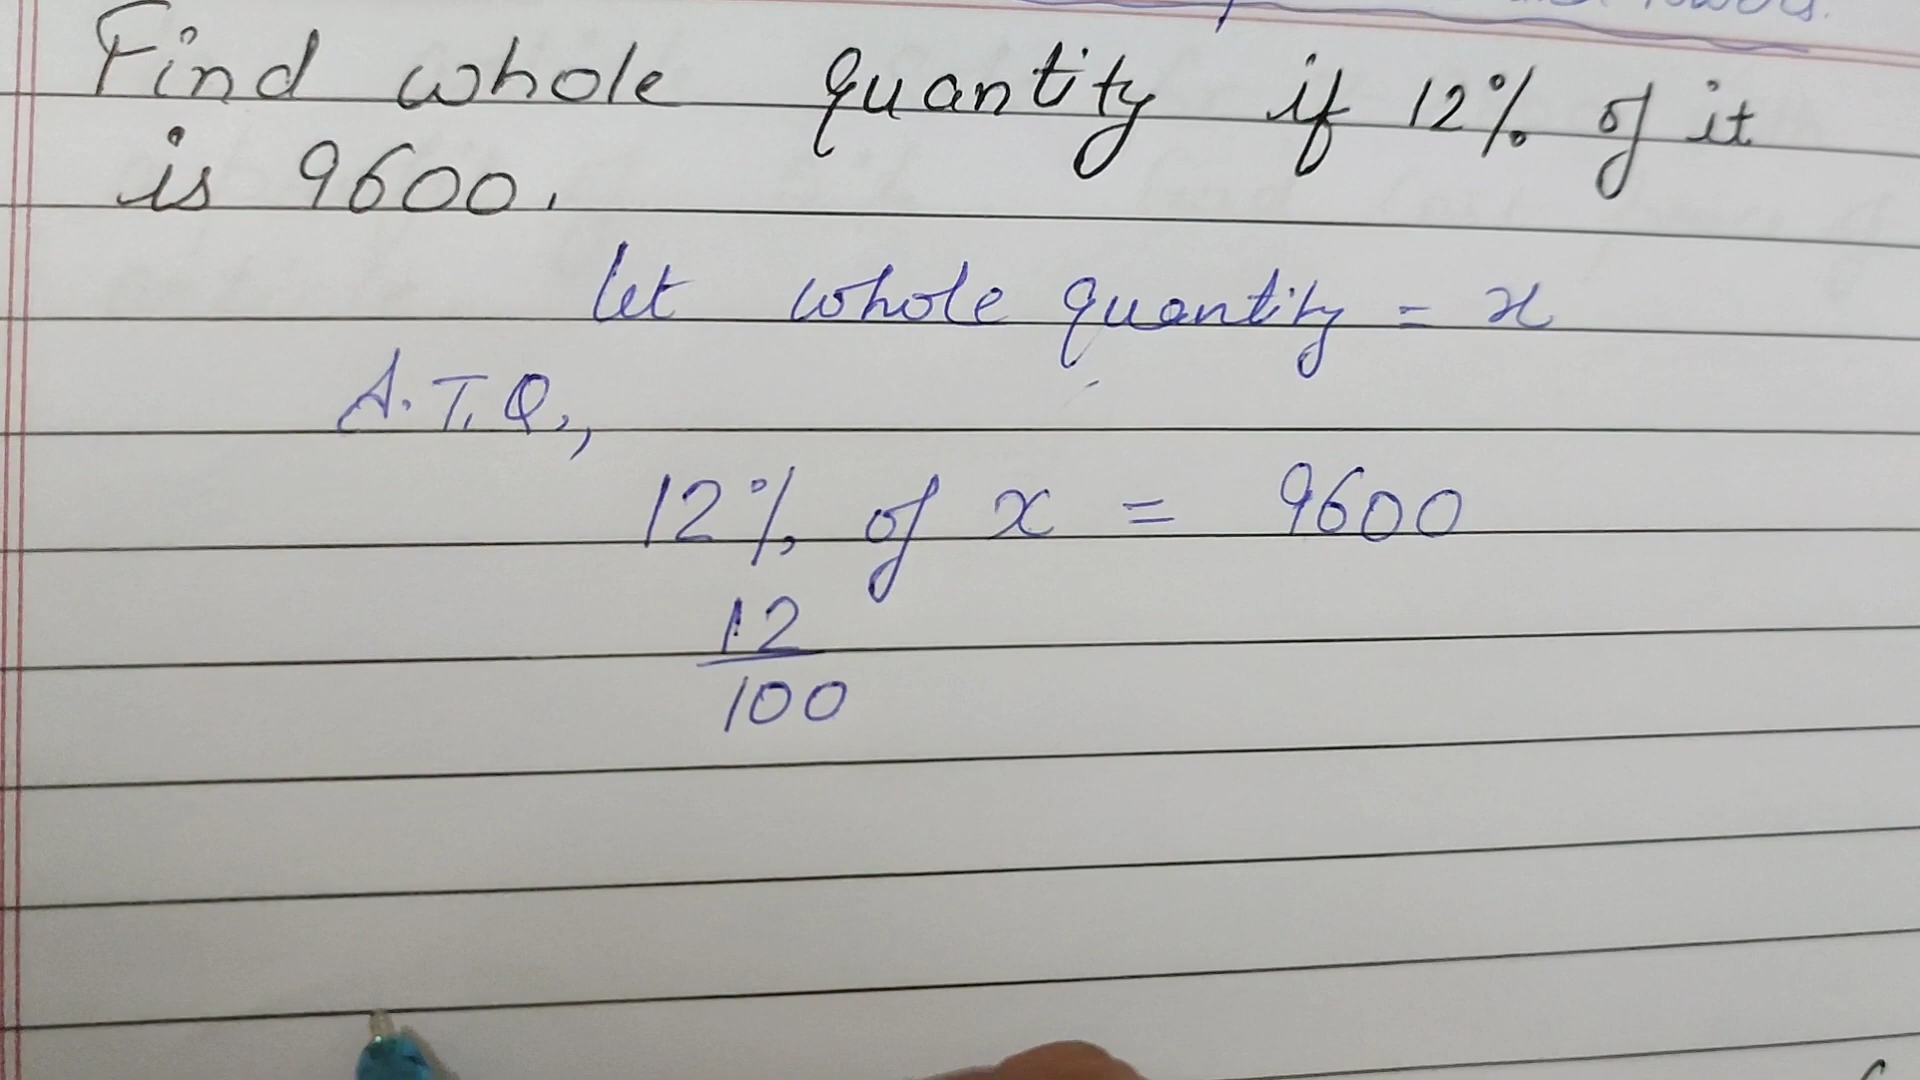 Find whole quantity if 12% of it
is 9600.
let whole quantity = x
A.T.Q.,
12% of x = 9600
12
100